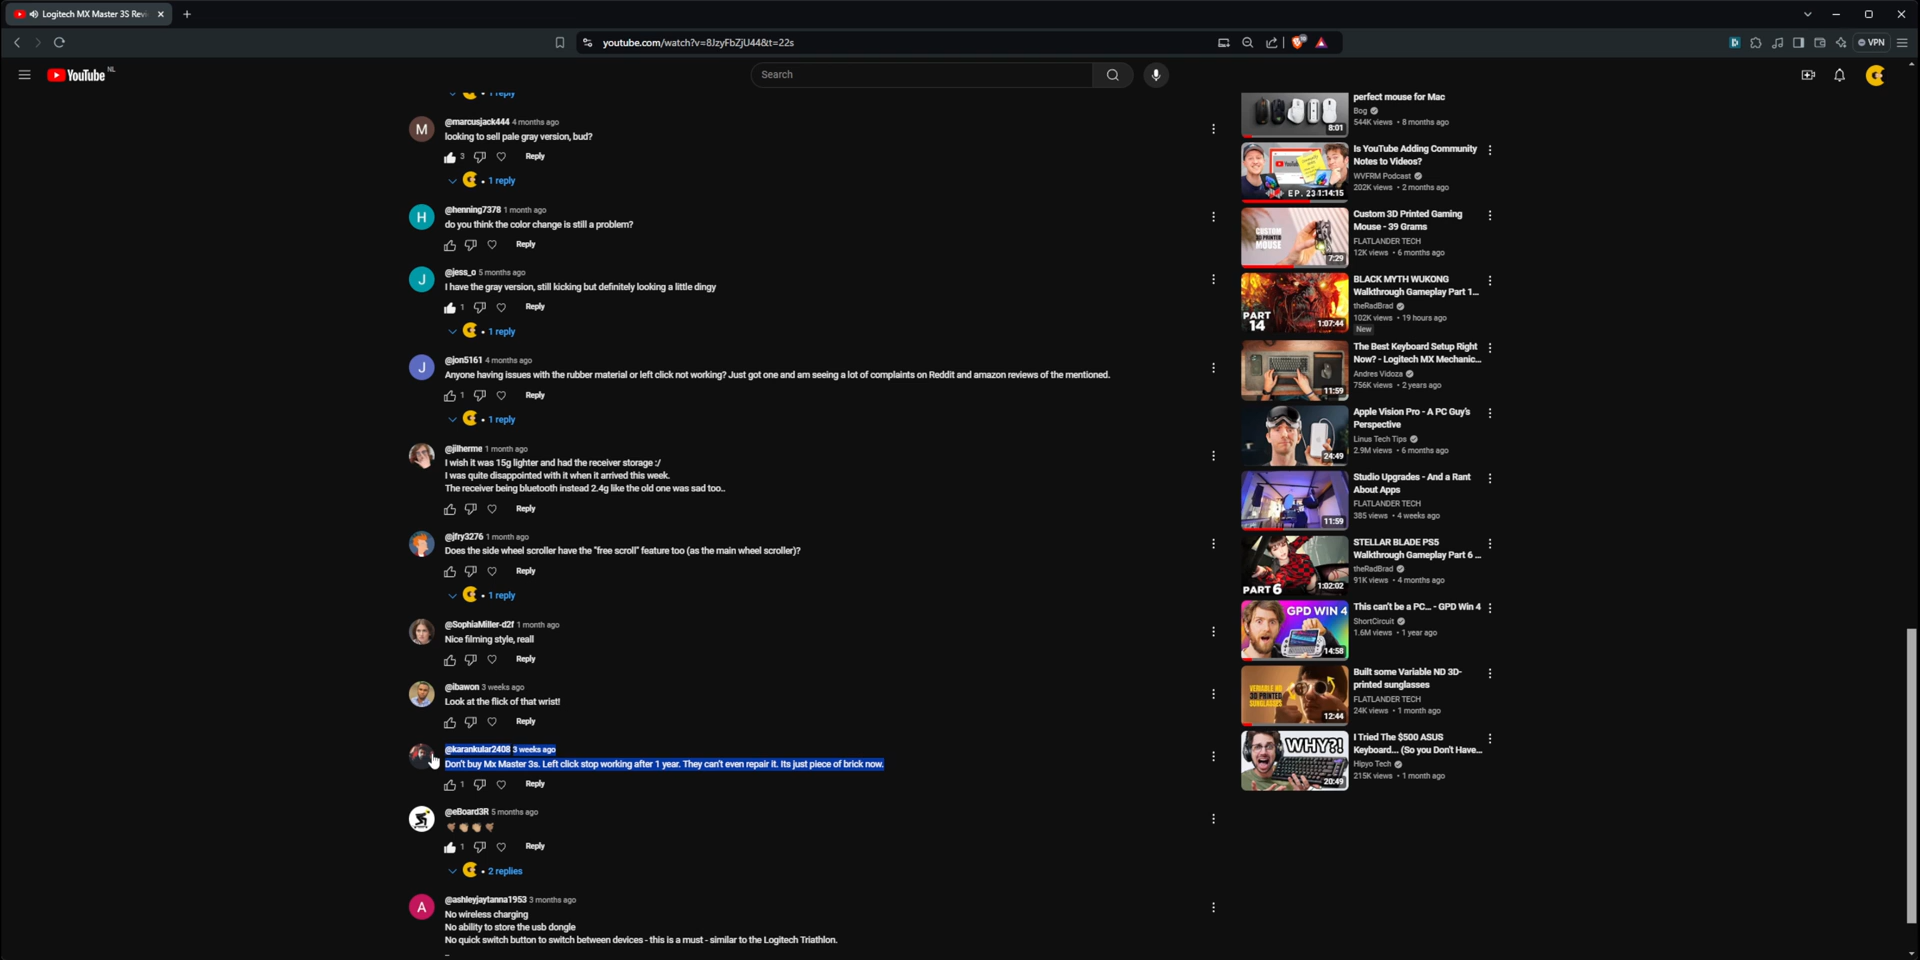 Logitech MX Master 3S Rev
youtube.com/watch?v=8JzyFbZjU44&t=22s
VPN
YouTube NL
Search
1 reply
M
@marcusjack444 4 months ago
looking to sell pale gray version, bud?
3 Reply
• 1 reply
H
@henning7378 1 month ago
do you think the color change is still a problem?
Reply
J
@jess_o 5 months ago
I have the gray version, still kicking but definitely looking a little dingy
1 Reply
• 1 reply
J
@jon5161 4 months ago
Anyone having issues with the rubber material or left click not working? Just got one and am seeing a lot of complaints on Reddit and amazon reviews of the mentioned.
1 Reply
• 1 reply
@jilherme 1 month ago
I wish it was 15g lighter and had the receiver storage :/
I was quite disappointed with it when it arrived this week.
The receiver being bluetooth instead 2.4g like the old one was sad too..
Reply
@jfry3276 1 month ago
Does the side wheel scroller have the "free scroll" feature too (as the main wheel scroller)?
Reply
• 1 reply
@SophiaMiller-d2f 1 month ago
Nice filming style, reall
Reply
@ibawon 3 weeks ago
Look at the flick of that wrist!
Reply
@karankular2408 3 weeks ago
Don't buy Mx Master 3s. Left click stop working after 1 year. They can't even repair it. Its just piece of brick now.
1 Reply
@eBoard3R 5 months ago
1 Reply
• 2 replies
A
@ashleyjaytanna1953 3 months ago
No wireless charging
No ability to store the usb dongle
No quick switch button to switch between devices - this is a must - similar to the Logitech Triathlon.
perfect mouse for Mac
Bog
544K views • 8 months ago
8:01
Is YouTube Adding Community
Notes to Videos?
WVFRM Podcast
202K views • 2 months ago
EP. 23 1:14:15
Custom 3D Printed Gaming
Mouse - 39 Grams
FLATLANDER TECH
12K views • 6 months ago
CUSTOM
3D PRINTED
MOUSE
7:29
BLACK MYTH WUKONG
Walkthrough Gameplay Part 1...
theRadBrad
102K views • 19 hours ago
New
PART
14
1:07:44
The Best Keyboard Setup Right
Now? - Logitech MX Mechanic...
Andres Vidoza
756K views • 2 years ago
11:59
Apple Vision Pro - A PC Guy's
Perspective
Linus Tech Tips
2.9M views • 6 months ago
24:49
Studio Upgrades - And a Rant
About Apps
FLATLANDER TECH
385 views • 4 weeks ago
11:59
STELLAR BLADE PS5
Walkthrough Gameplay Part 6 ...
theRadBrad
91K views • 4 months ago
PART 6
1:02:02
This can't be a PC... - GPD Win 4
ShortCircuit
1.6M views • 1 year ago
GPD WIN 4
14:58
Built some Variable ND 3D-
printed sunglasses
FLATLANDER TECH
24K views • 1 month ago
VERIABLE ND
3D PRINTED
SUNGLASSES
12:44
I Tried The $500 ASUS
Keyboard... (So you Don't Have...
Hipyo Tech
215K views • 1 month ago
WHY?!
20:49